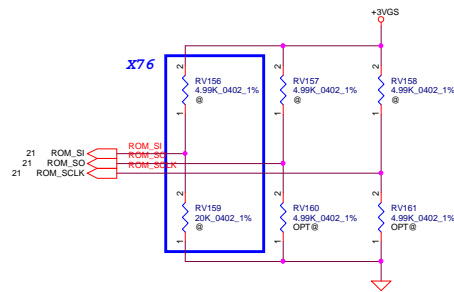 +3VGS
X76
2
RV156
4.99K_0402_1%
@
1
2
RV157
4.99K_0402_1%
@
1
2
RV158
4.99K_0402_1%
@
1
21 ROM_SI
ROM_SI
21 ROM_SO
ROM_SO
21 ROM_SCLK
ROM_SCLK
2
RV159
20K_0402_1%
@
1
2
RV160
4.99K_0402_1%
OPT@
1
2
RV161
4.99K_0402_1%
OPT@
1